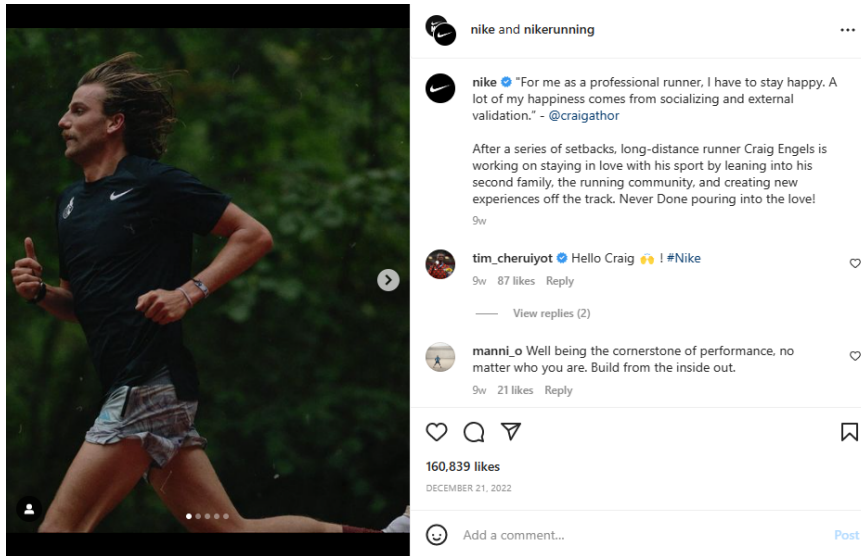 nike and nikerunning
nike "For me as a professional runner, I have to stay happy. A
lot of my happiness comes from socializing and external
validation." - @craigathor
After a series of setbacks, long-distance runner Craig Engels is
working on staying in love with his sport by leaning into his
second family, the running community, and creating new
experiences off the track. Never Done pouring into the love!
9w
tim_cheruiyot Hello Craig 🙌 ! #Nike
9w 87 likes Reply
View replies (2)
manni_o Well being the cornerstone of performance, no
matter who you are. Build from the inside out.
9w 21 likes Reply
160,839 likes
DECEMBER 21, 2022
Add a comment... Post